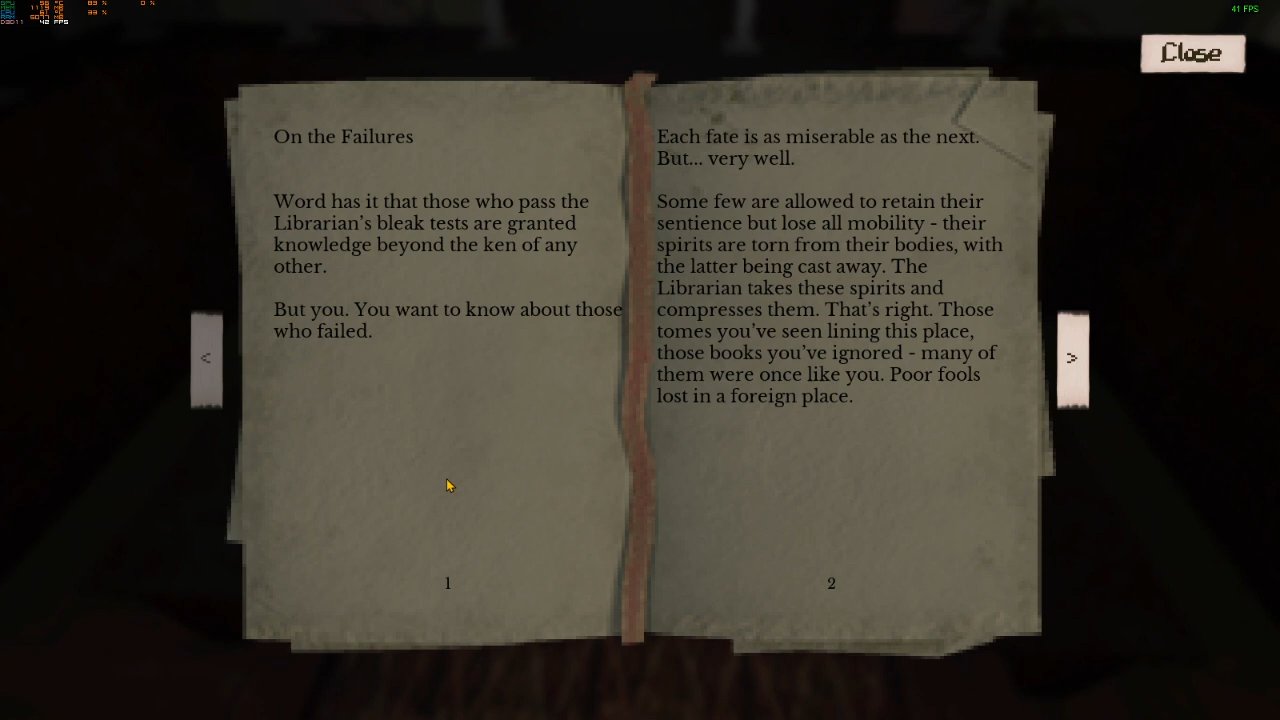 41 FPS
Close
On the Failures
Word has it that those who pass the
Librarian's bleak tests are granted
knowledge beyond the ken of any
other.
But you. You want to know about those
who failed.
1
Each fate is as miserable as the next.
But... very well.
Some few are allowed to retain their
sentience but lose all mobility - their
spirits are torn from their bodies, with
the latter being cast away. The
Librarian takes these spirits and
compresses them. That's right. Those
tomes you've seen lining this place,
those books you've ignored - many of
them were once like you. Poor fools
lost in a foreign place.
2
<
>